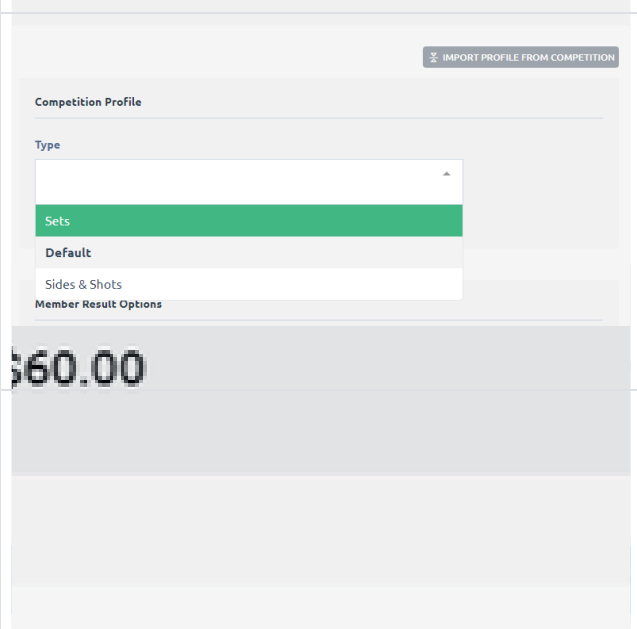 IMPORT PROFILE FROM COMPETITION
Competition Profile
Type
Sets
Default
Sides & Shots
Member Result Options
$60.00